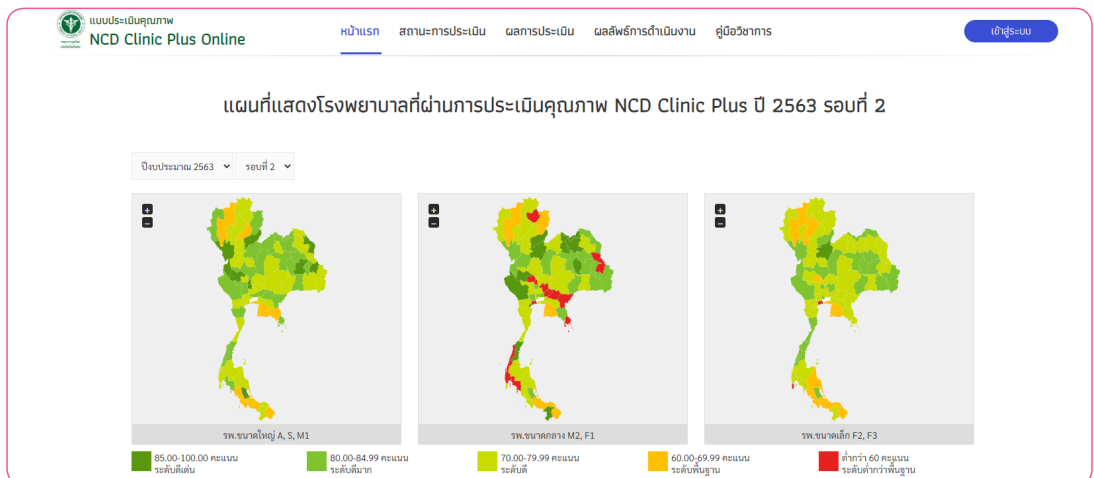 แบบประเมินคุณภาพ
NCD Clinic Plus Online
หน้าแรก สถานะการประเมิน ผลการประเมิน ผลลัพธ์การดำเนินงาน คู่มือวิชาการ
เข้าสู่ระบบ
แผนที่แสดงโรงพยาบาลที่ผ่านการประเมินคุณภาพ NCD Clinic Plus ปี 2563 รอบที่ 2
ปีงบประมาณ 2563 รอบที่ 2
+ + +
− − −
รพ.ขนาดใหญ่ A, S, M1 รพ.ขนาดกลาง M2, F1 รพ.ขนาดเล็ก F2, F3
85.00-100.00 คะแนน 80.00-84.99 คะแนน 70.00-79.99 คะแนน 60.00-69.99 คะแนน ต่ำกว่า 60 คะแนน
ระดับดีเด่น ระดับดีมาก ระดับดี ระดับพื้นฐาน ระดับต่ำกว่าพื้นฐาน